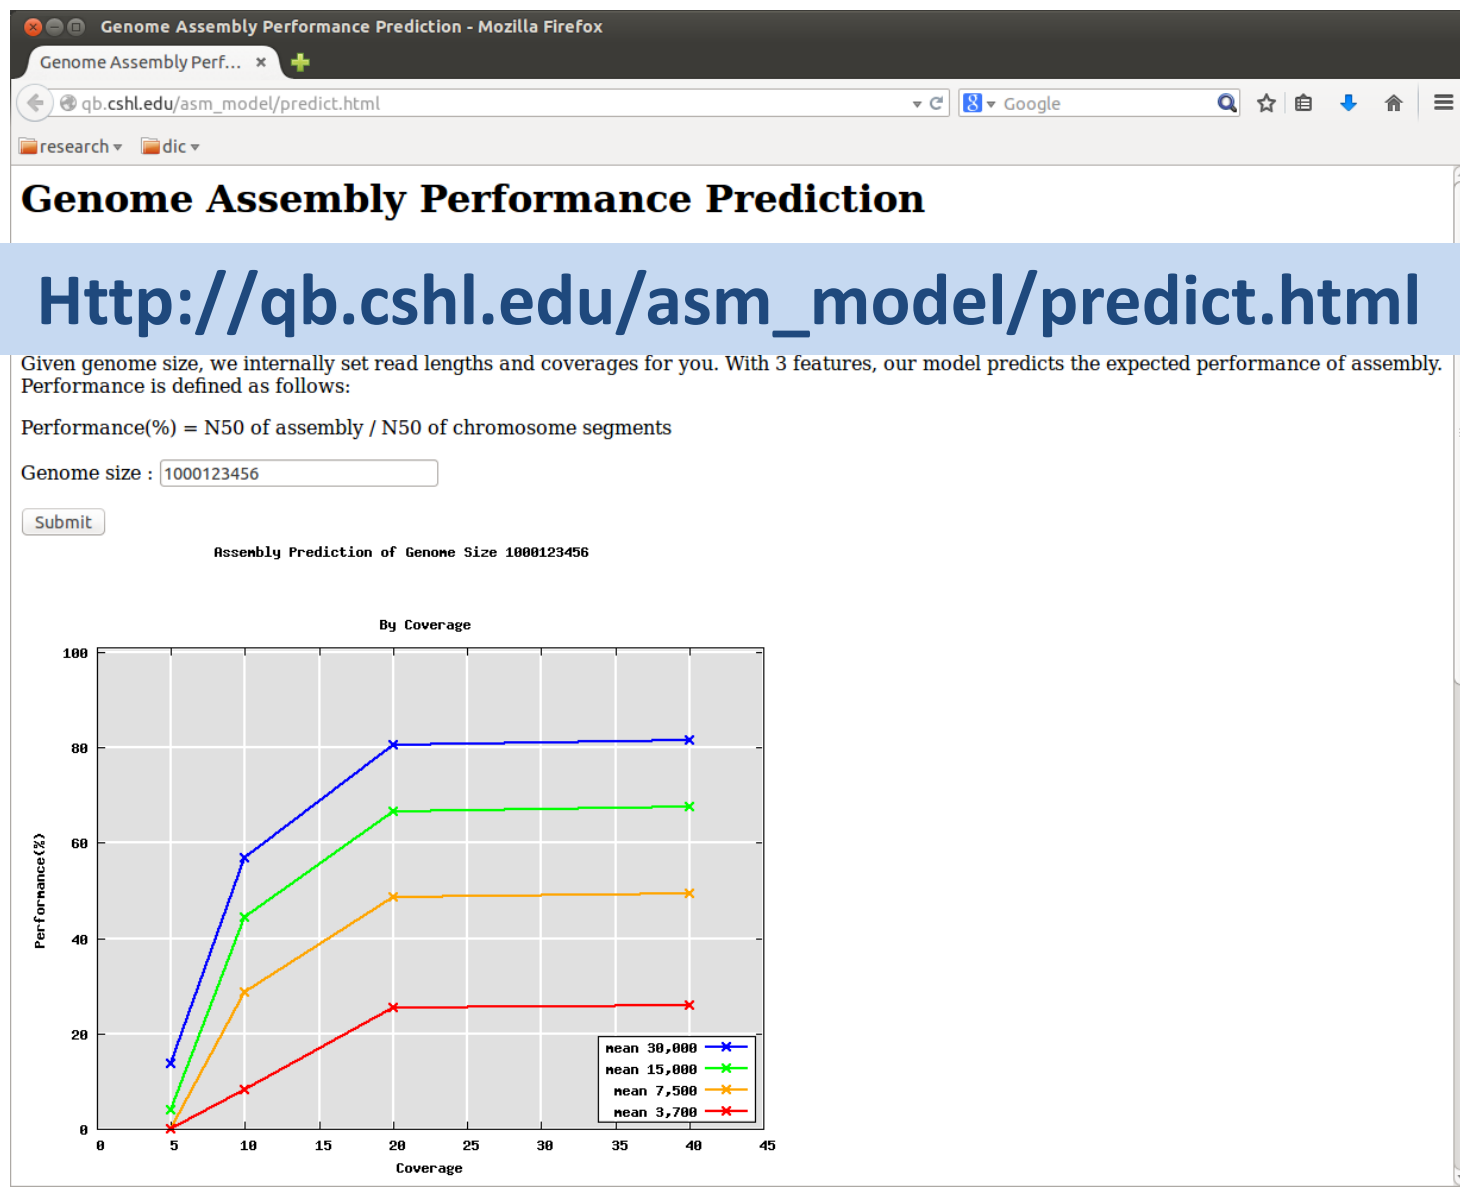 Genome Assembly Performance Prediction - Mozilla Firefox
Genome Assembly Perf...
qb.cshl.edu/asm_model/predict.html
8 Google
research
dic
Genome Assembly Performance Prediction
Http://qb.cshl.edu/asm_model/predict.html
Given genome size, we internally set read lengths and coverages for you. With 3 features, our model predicts the expected performance of assembly.
Performance is defined as follows:
Performance(%) = N50 of assembly / N50 of chromosome segments
Genome size : 1000123456
Submit
Assembly Prediction of Genome Size 1000123456
By Coverage
100
80
60
40
20
0
Performance(%)
mean 30,000
mean 15,000
mean 7,500
mean 3,700
0 5 10 15 20 25 30 35 40 45
Coverage